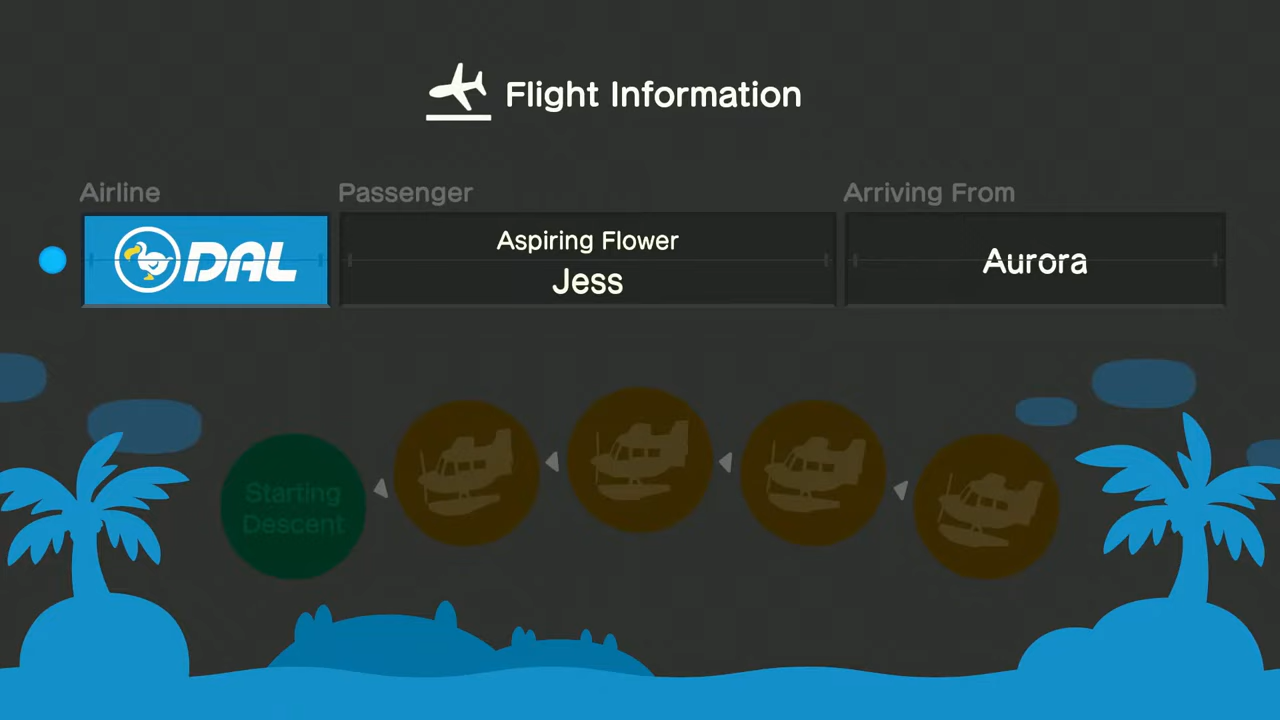 Flight Information
Airline
Passenger
Arriving From
DAL
Aspiring Flower
Jess
Aurora
Starting
Descent